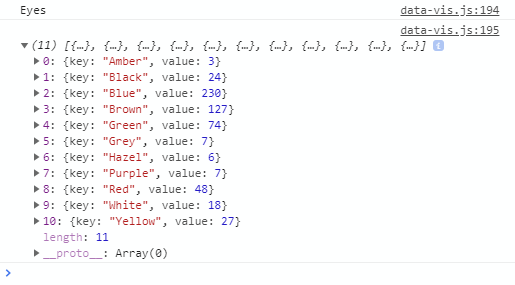 Eyes data-vis.js:194
data-vis.js:195
▼(11) [{…}, {…}, {…}, {…}, {…}, {…}, {…}, {…}, {…}, {…}, {…}] i
▶0: {key: "Amber", value: 3}
▶1: {key: "Black", value: 24}
▶2: {key: "Blue", value: 230}
▶3: {key: "Brown", value: 127}
▶4: {key: "Green", value: 74}
▶5: {key: "Grey", value: 7}
▶6: {key: "Hazel", value: 6}
▶7: {key: "Purple", value: 7}
▶8: {key: "Red", value: 48}
▶9: {key: "White", value: 18}
▶10: {key: "Yellow", value: 27}
length: 11
▶__proto__: Array(0)
>